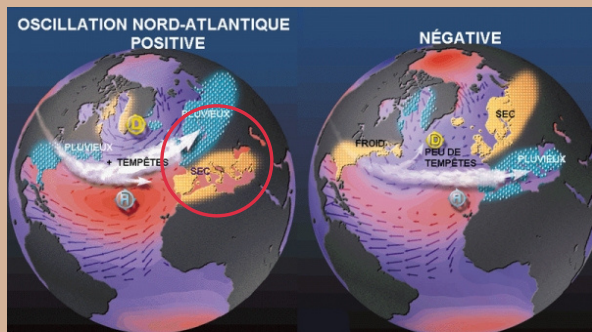 OSCILLATION NORD-ATLANTIQUE
POSITIVE
D
PLUVIEUX
PLUVIEUX
+ TEMPÊTES
SEC
NÉGATIVE
SEC
FROID
D
PEU DE
TEMPÊTES
PLUVIEUX